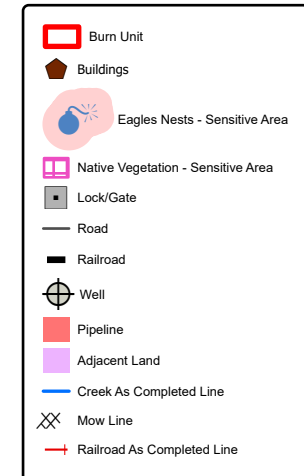 Burn Unit
Buildings
Eagles Nests - Sensitive Area
Native Vegetation - Sensitive Area
Lock/Gate
Road
Railroad
Well
Pipeline
Adjacent Land
Creek As Completed Line
Mow Line
Railroad As Completed Line